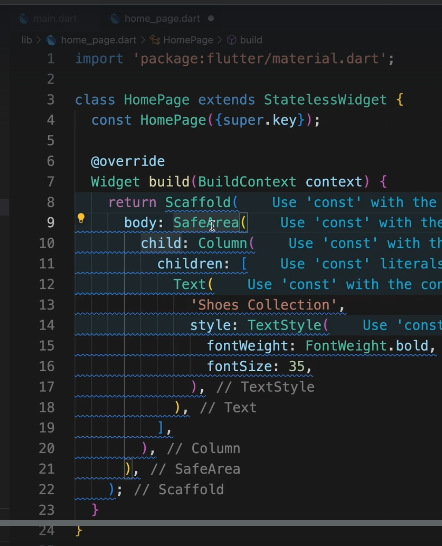 main.dart home_page.dart
lib > home_page.dart > HomePage > build
1 import 'package:flutter/material.dart';
2
3 class HomePage extends StatelessWidget {
4 const HomePage({super.key});
5
6 @override
7 Widget build(BuildContext context) {
8 return Scaffold( Use 'const' with the
9 body: SafeArea( Use 'const' with the
10 child: Column( Use 'const' with th
11 children: [ Use 'const' literals
12 Text( Use 'const' with the con
13 'Shoes Collection',
14 style: TextStyle( Use 'const
15 fontWeight: FontWeight.bold,
16 fontSize: 35,
17 ), // TextStyle
18 ), // Text
19 ],
20 ), // Column
21 ), // SafeArea
22 ); // Scaffold
23 }
24 }